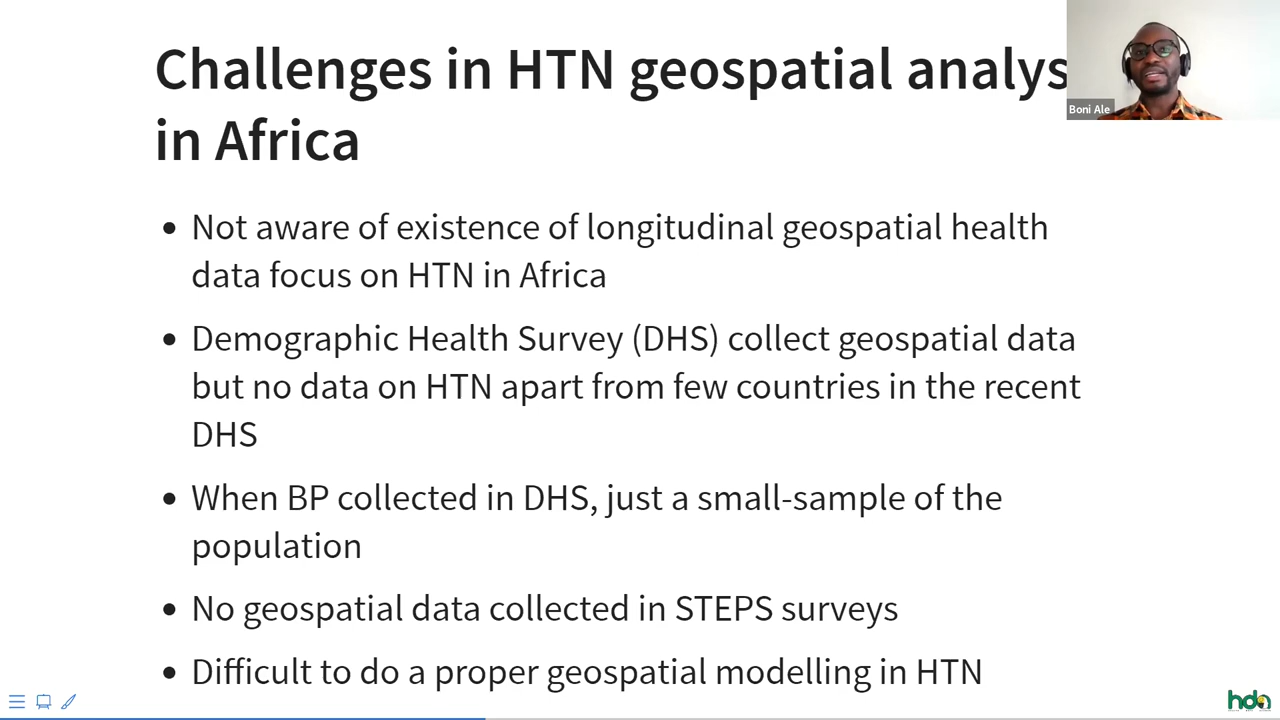 Challenges in HTN geospatial analys
in Africa
Boni Ale
• Not aware of existence of longitudinal geospatial health
data focus on HTN in Africa
• Demographic Health Survey (DHS) collect geospatial data
but no data on HTN apart from few countries in the recent
DHS
• When BP collected in DHS, just a small-sample of the
population
• No geospatial data collected in STEPS surveys
• Difficult to do a proper geospatial modelling in HTN
hda